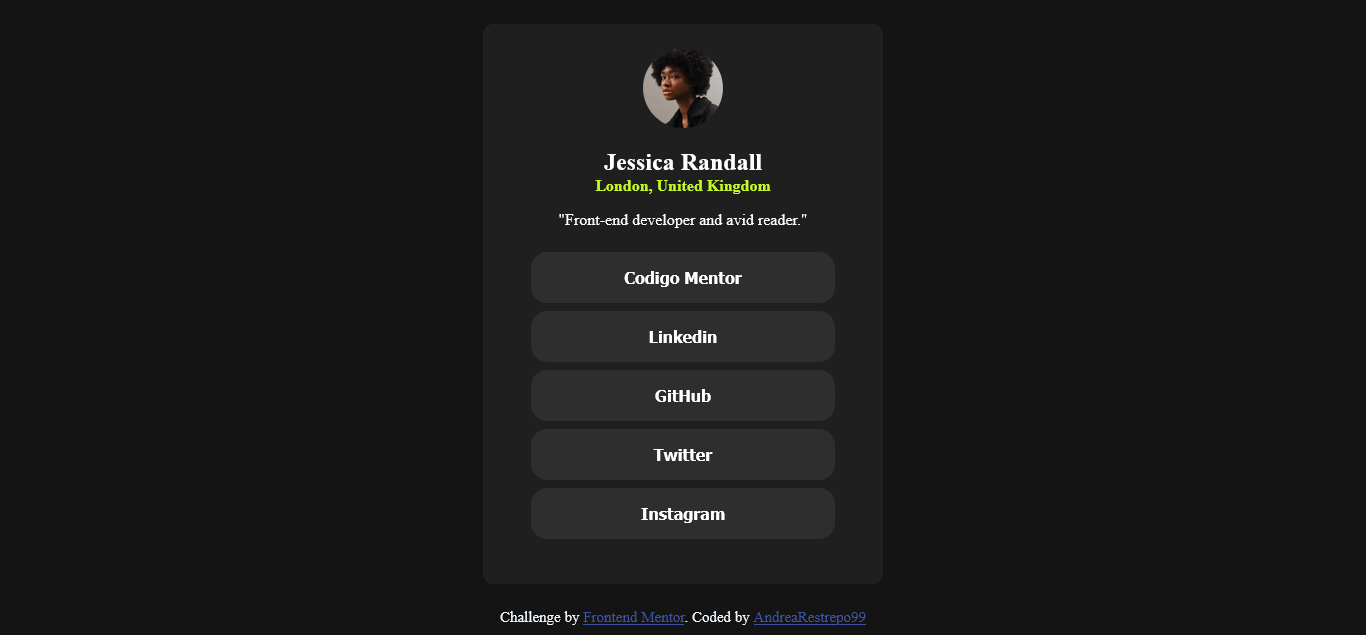 Jessica Randall
London, United Kingdom
"Front-end developer and avid reader."
Codigo Mentor
Linkedin
GitHub
Twitter
Instagram
Challenge by Frontend Mentor. Coded by AndreaRestrepo99